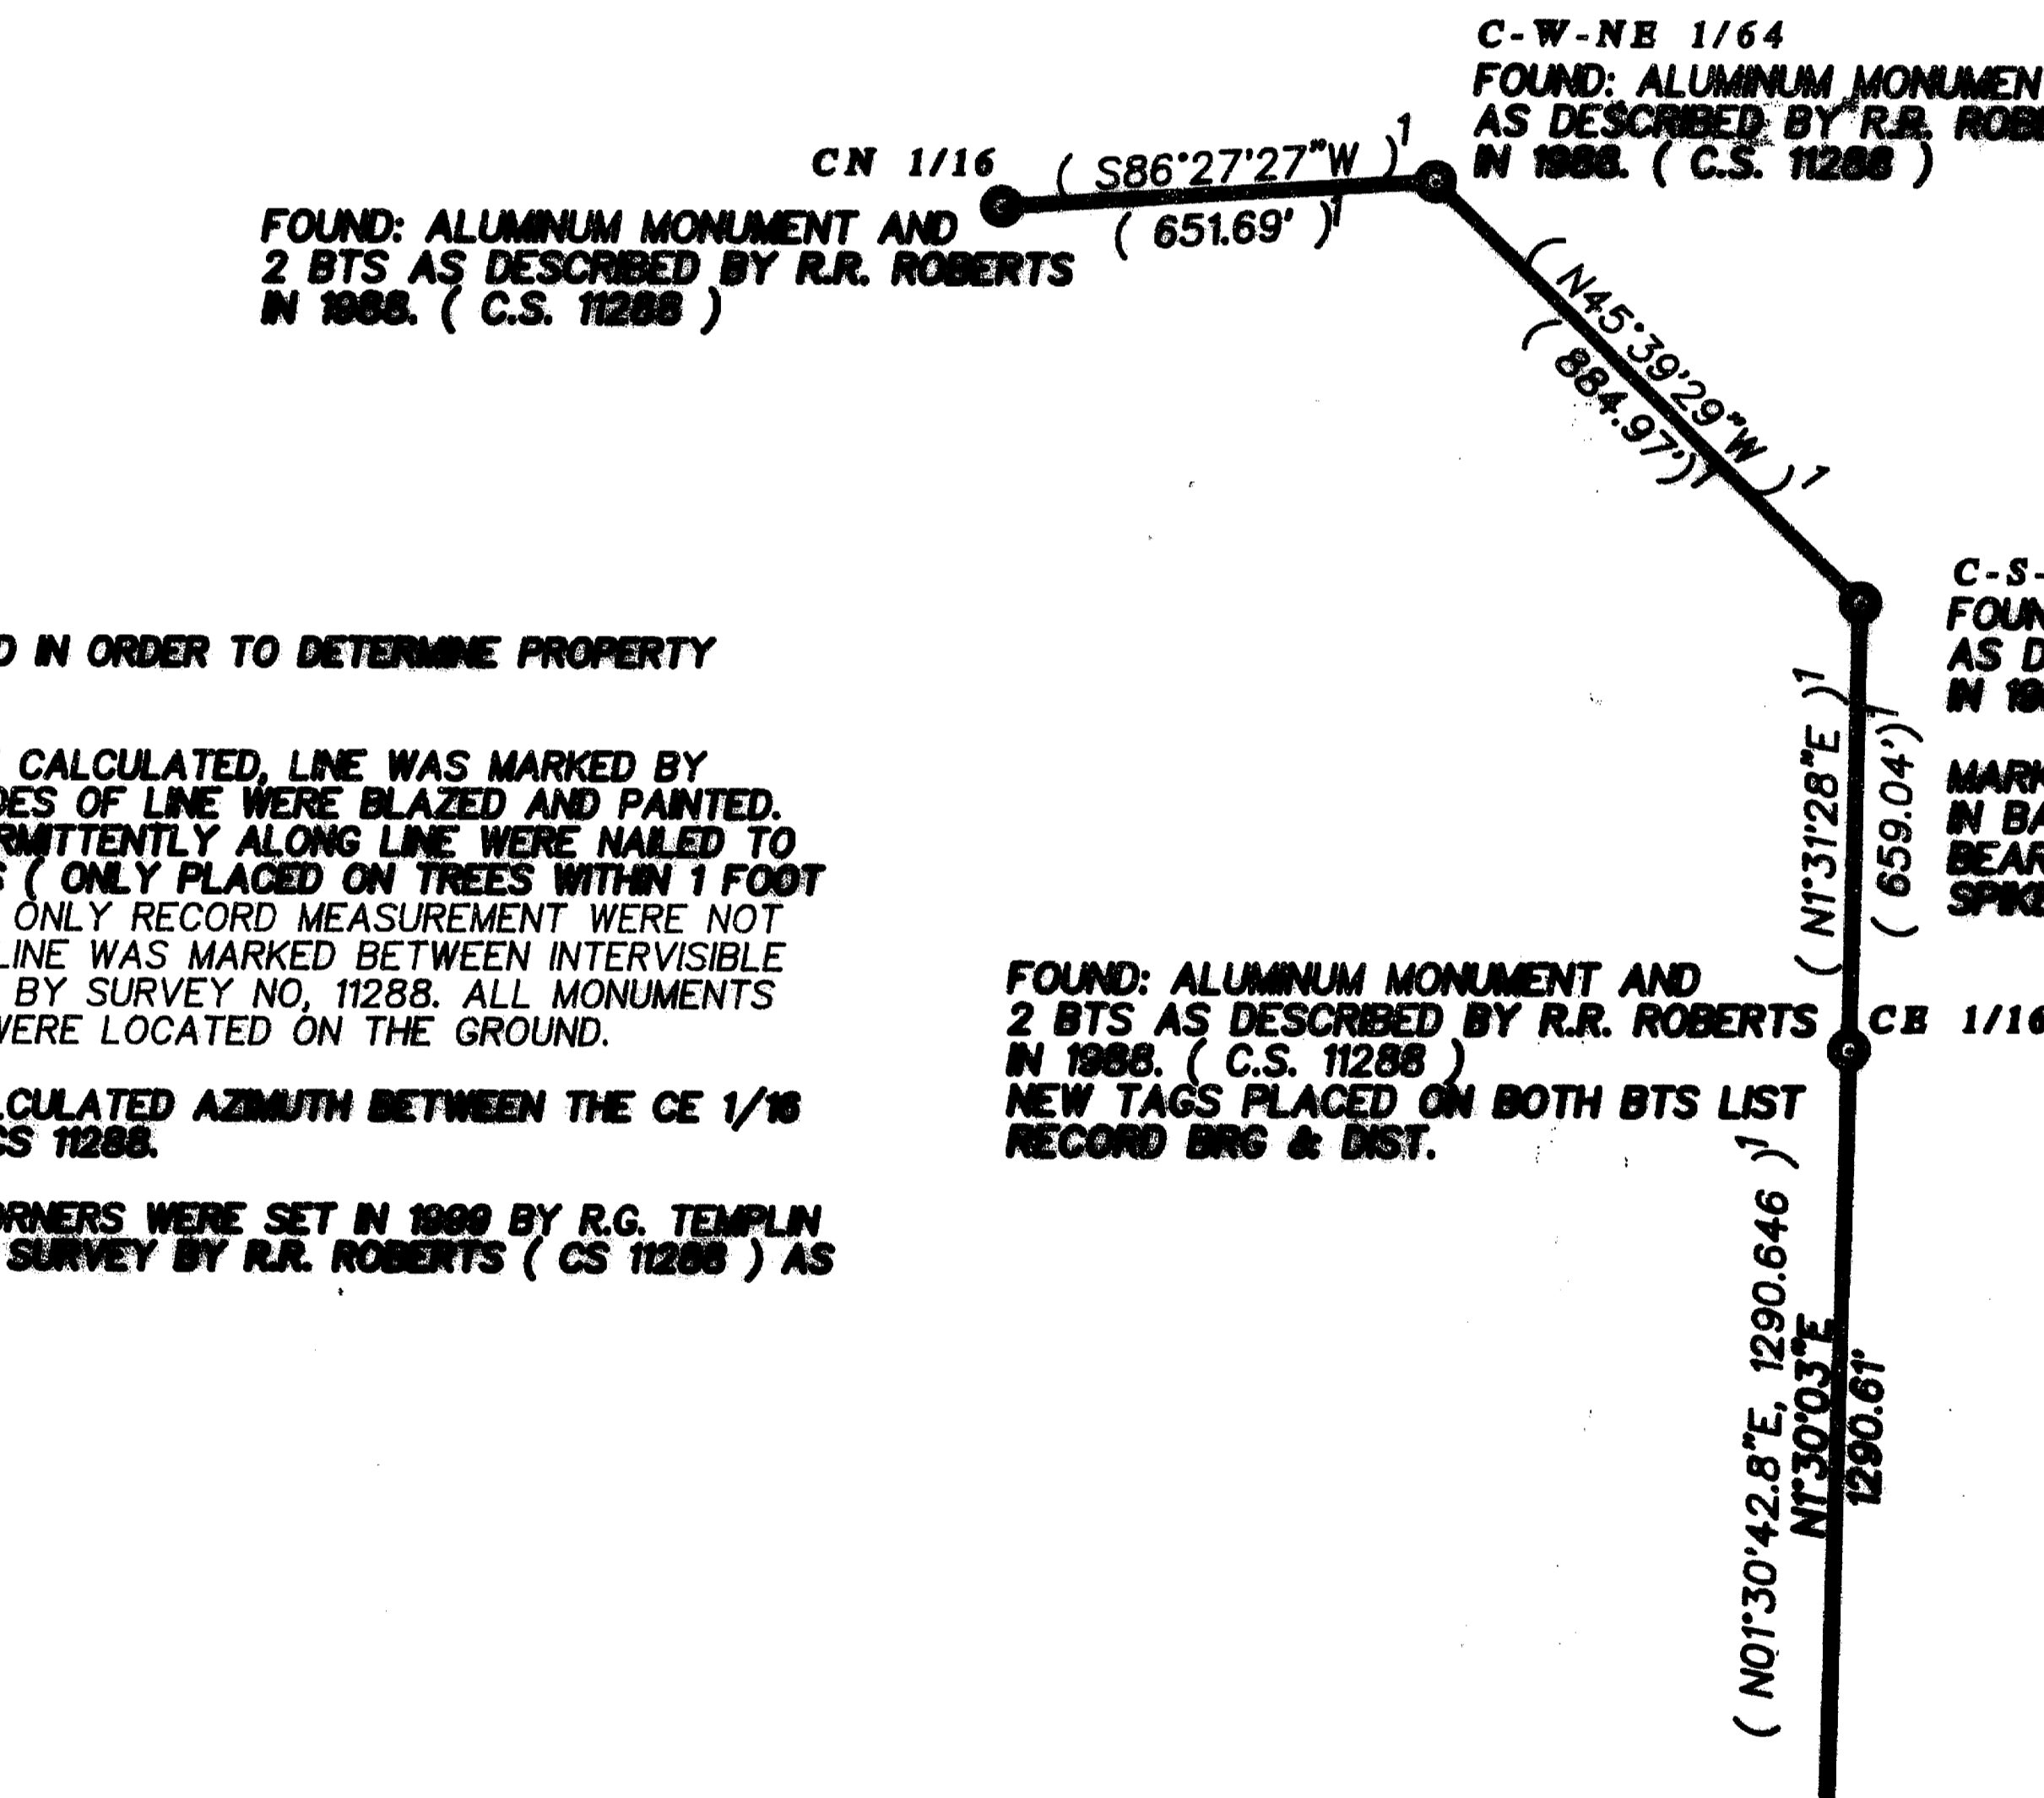 C-W-NE 1/64
FOUND: ALUMINUM MONUMEN
AS DESCRIBED BY R.R. ROBE
IN 1988. ( C.S. 11288 )
CN 1/16
( S86°27'27"W )1
( 651.69' )1
FOUND: ALUMINUM MONUMENT AND
2 BTS AS DESCRIBED BY R.R. ROBERTS
IN 1988. ( C.S. 11288 )
( N45°39'29"W )1
( 884.97')1
C-S-
FOUN
AS D
IN 19
MARK
IN BA
BEAR
SPIKE
( N1°31'28"E )1
( 659.04')1
D IN ORDER TO DETERMINE PROPERTY
CALCULATED, LINE WAS MARKED BY
DES OF LINE WERE BLAZED AND PAINTED.
RMITTENTLY ALONG LINE WERE NAILED TO
S ( ONLY PLACED ON TREES WITHIN 1 FOOT
ONLY RECORD MEASUREMENT WERE NOT
LINE WAS MARKED BETWEEN INTERVISIBLE
BY SURVEY NO, 11288. ALL MONUMENTS
WERE LOCATED ON THE GROUND.
LCULATED AZIMUTH BETWEEN THE CE 1/16
CS 11288.
ORNERS WERE SET IN 1999 BY R.G. TEMPLIN
SURVEY BY R.R. ROBERTS ( CS 11288 ) AS
FOUND: ALUMINUM MONUMENT AND
2 BTS AS DESCRIBED BY R.R. ROBERTS
IN 1988. ( C.S. 11288 )
NEW TAGS PLACED ON BOTH BTS LIST
RECORD BRG & DIST.
CE 1/16
( N01°30'42.8"E, 1290.646 )1
N1°30'03"E
1290.61'